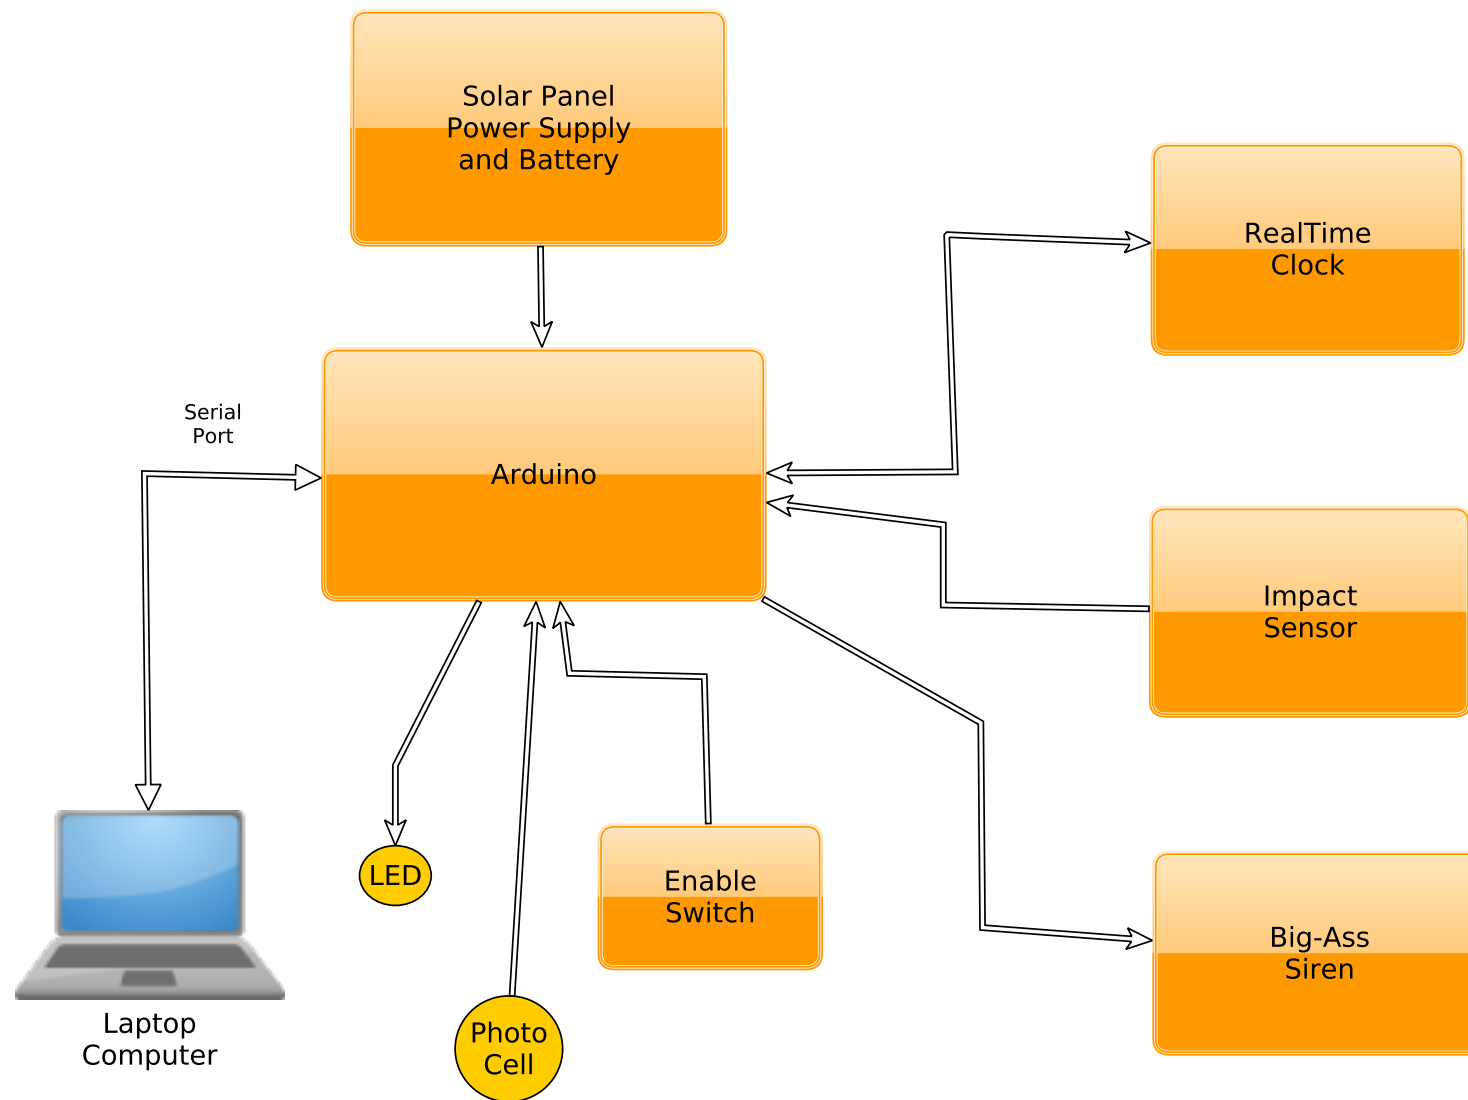 Solar Panel
Power Supply
and Battery
RealTime
Clock
Serial
Port
Arduino
Impact
Sensor
LED
Enable
Switch
Big-Ass
Siren
Photo
Cell
Laptop
Computer